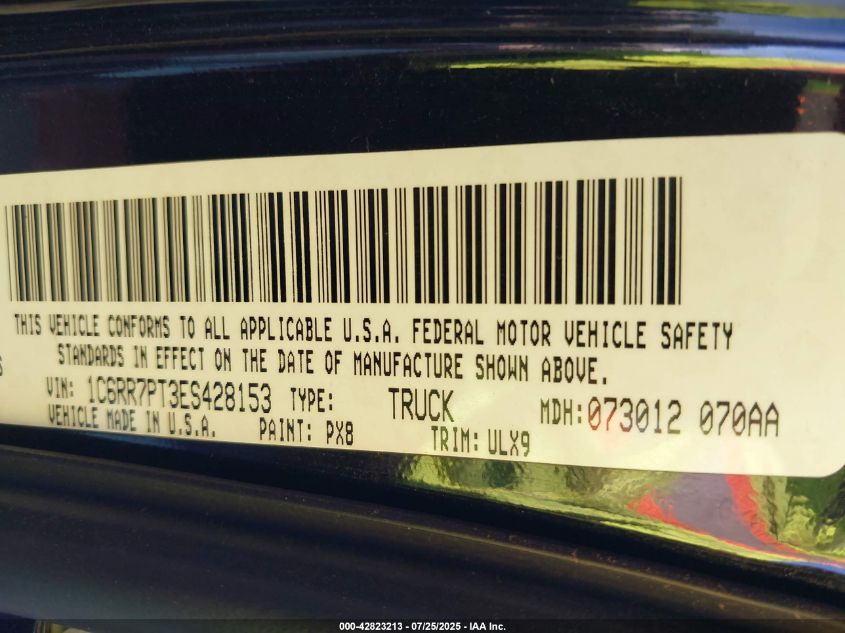 THIS VEHICLE CONFORMS TO ALL APPLICABLE U.S.A. FEDERAL MOTOR VEHICLE SAFETY
STANDARDS IN EFFECT ON THE DATE OF MANUFACTURE SHOWN ABOVE.
VIN: 1C6RR7PT3ES428153 TYPE: TRUCK MDH:073012 070AA
VEHICLE MADE IN U.S.A. PAINT: PX8 TRIM:ULX9
000-42823213 - 07/25/2025 - IAA Inc.